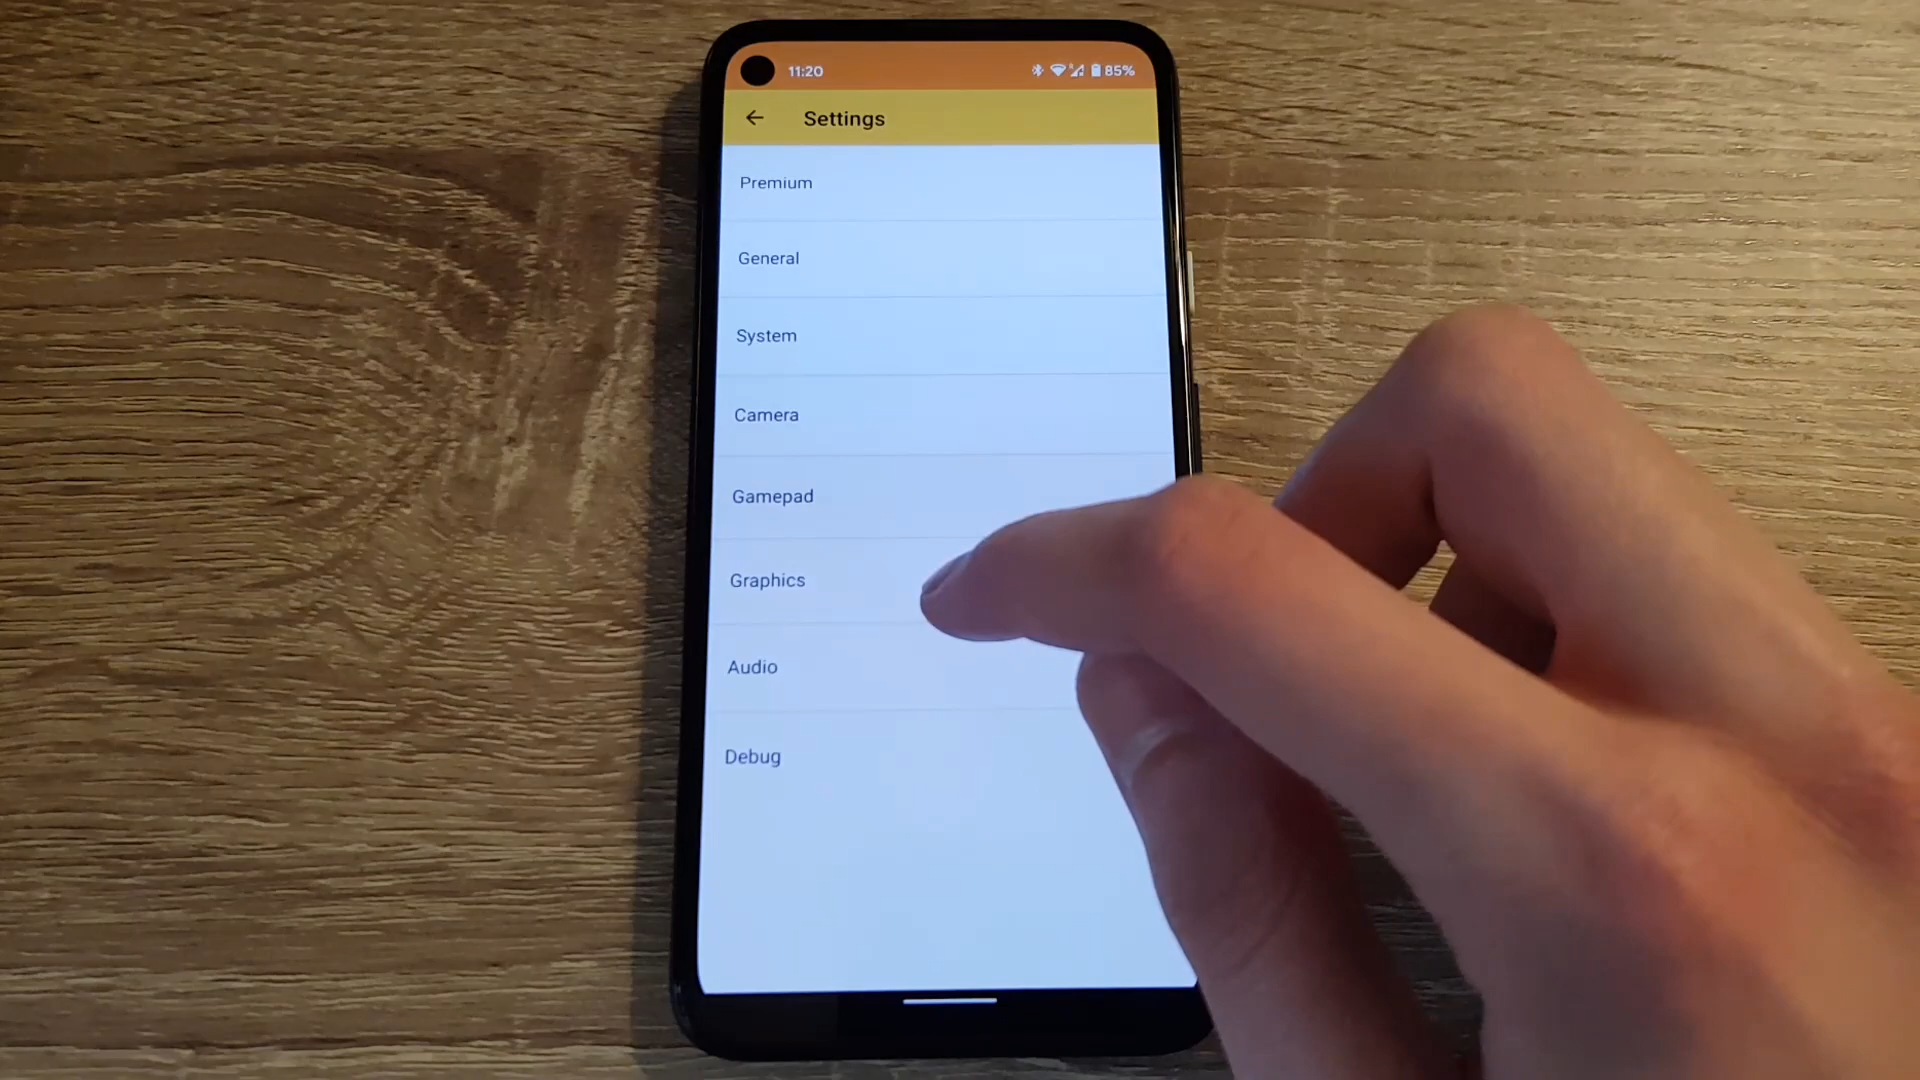 11:20
85%
Settings
Premium
General
System
Camera
Gamepad
Graphics
Audio
Debug